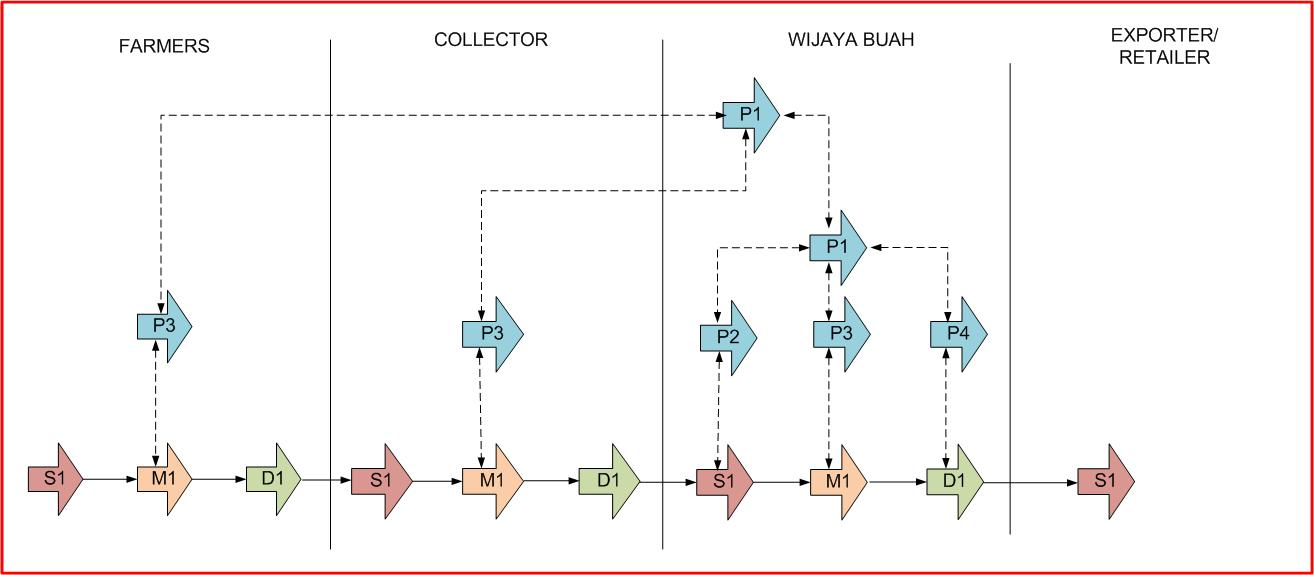 FARMERS
COLLECTOR
WIJAYA BUAH
EXPORTER/
RETAILER
P1
P1
P3
P3
P2
P3
P4
S1
M1
D1
S1
M1
D1
S1
M1
D1
S1